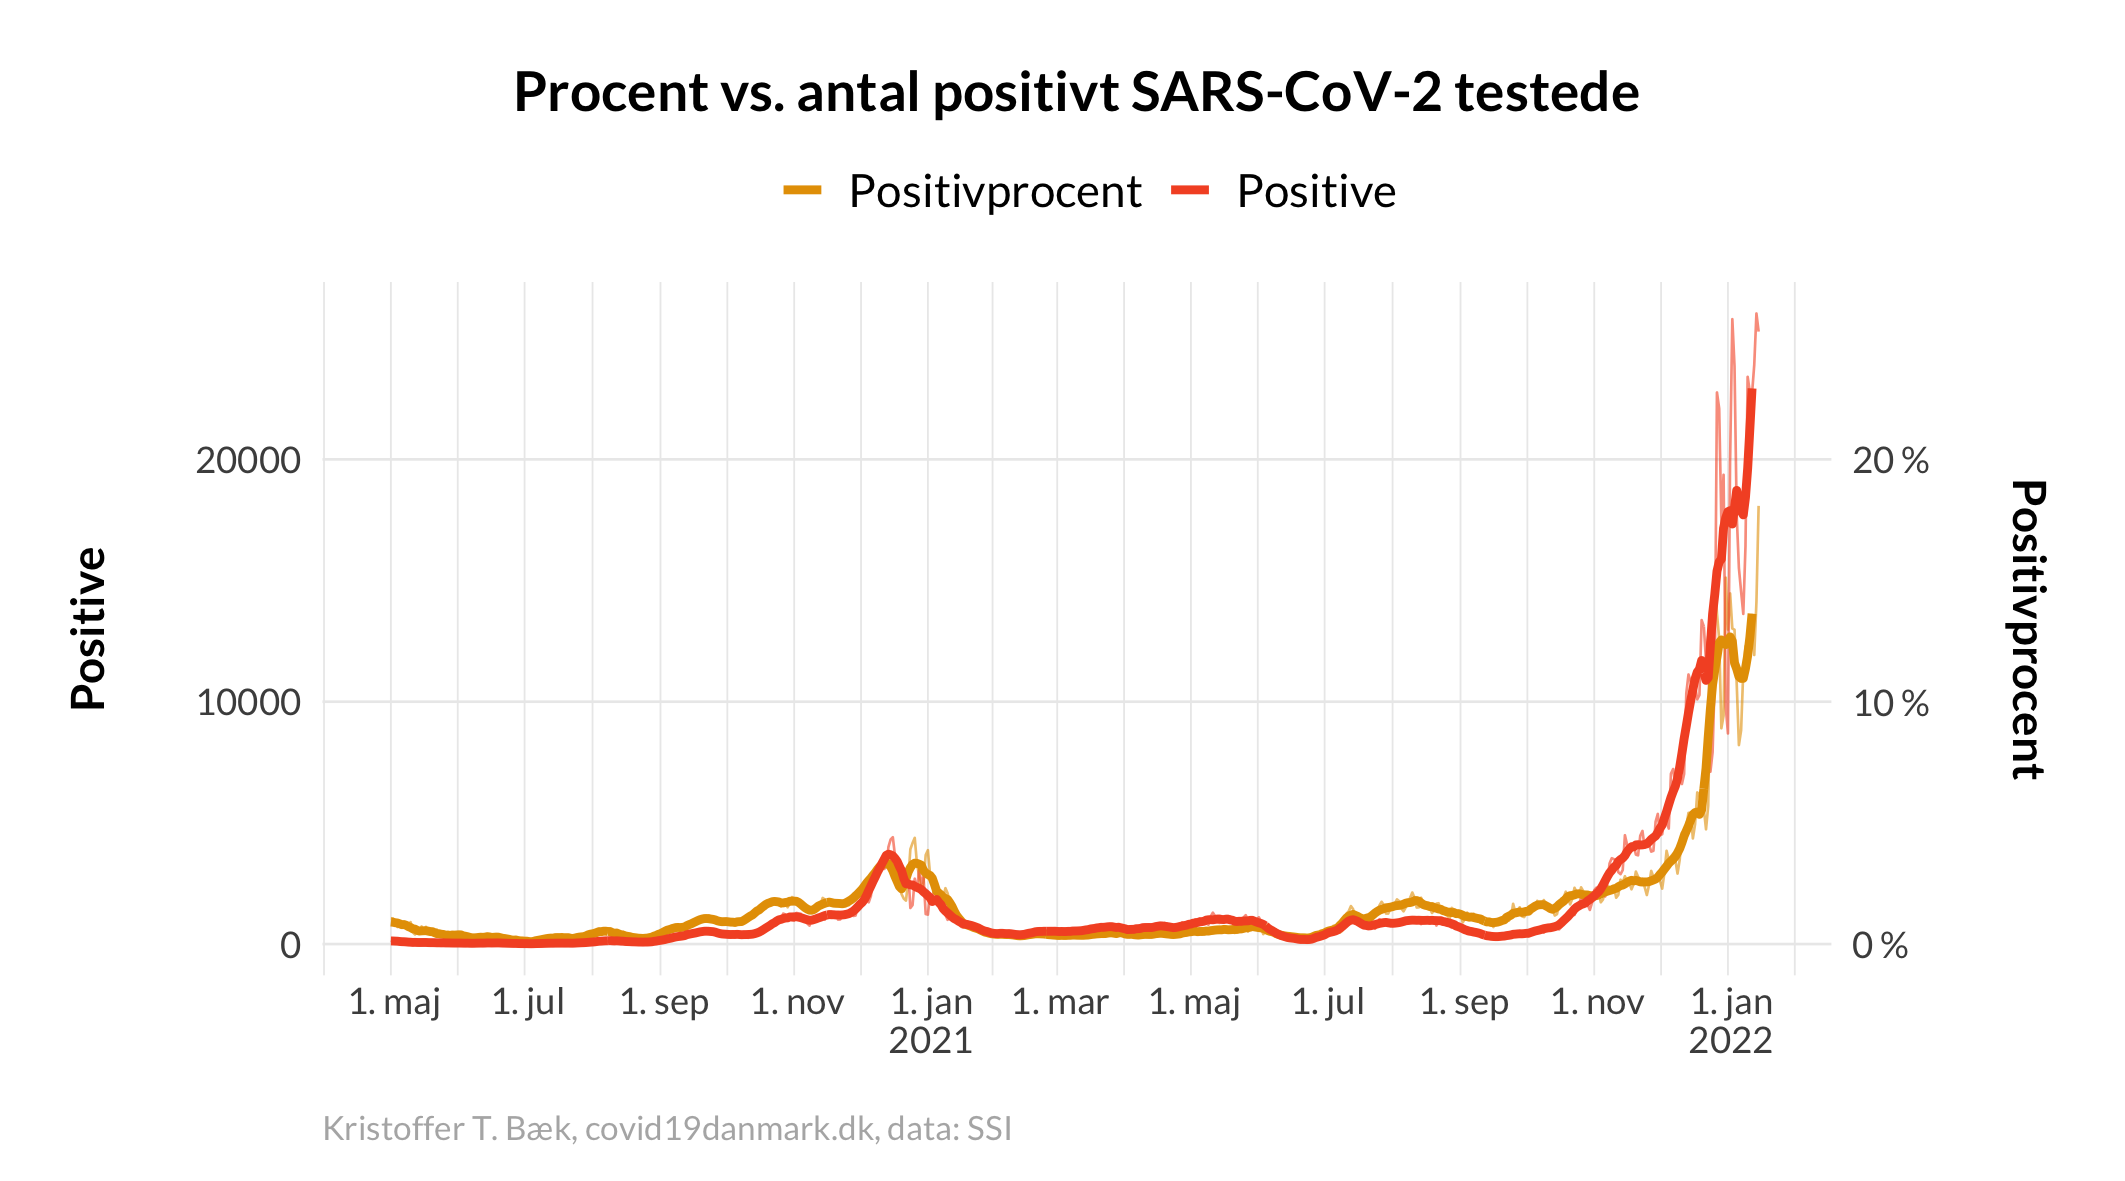 Procent vs. antal positivt SARS-CoV-2 testede
Positivprocent Positive
Positive
20000
10000
0
20 %
10 %
0 %
Positivprocent
1. maj 1. jul 1. sep 1. nov 1. jan 1. mar 1. maj 1. jul 1. sep 1. nov 1. jan
2021 2022
Kristoffer T. Bæk, covid19danmark.dk, data: SSI